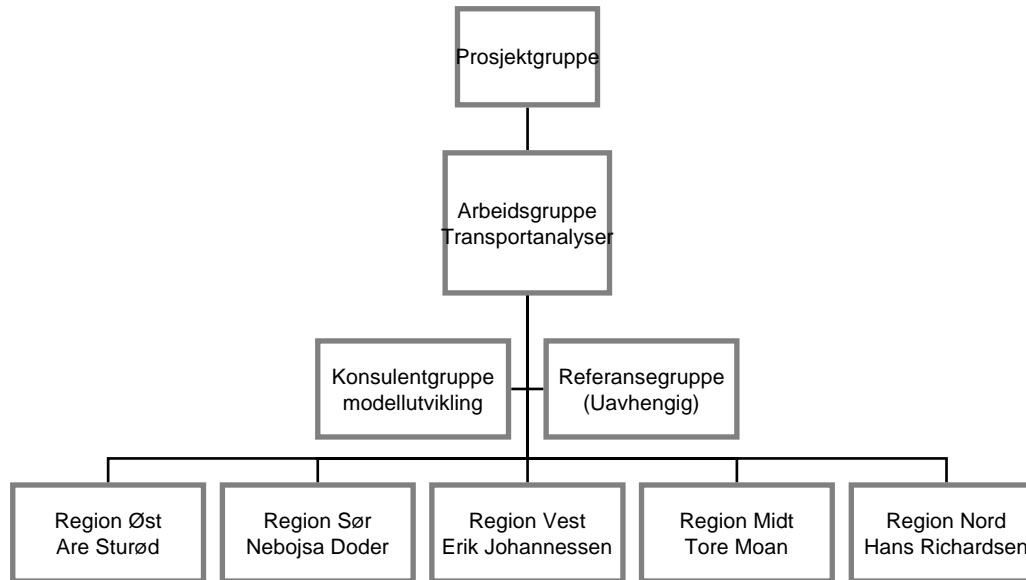 Prosjektgruppe
Arbeidsgruppe
Transportanalyser
Konsulentgruppe
modellutvikling
Referansegruppe
(Uavhengig)
Region Øst
Are Sturød
Region Sør
Nebojsa Doder
Region Vest
Erik Johannessen
Region Midt
Tore Moan
Region Nord
Hans Richardsen